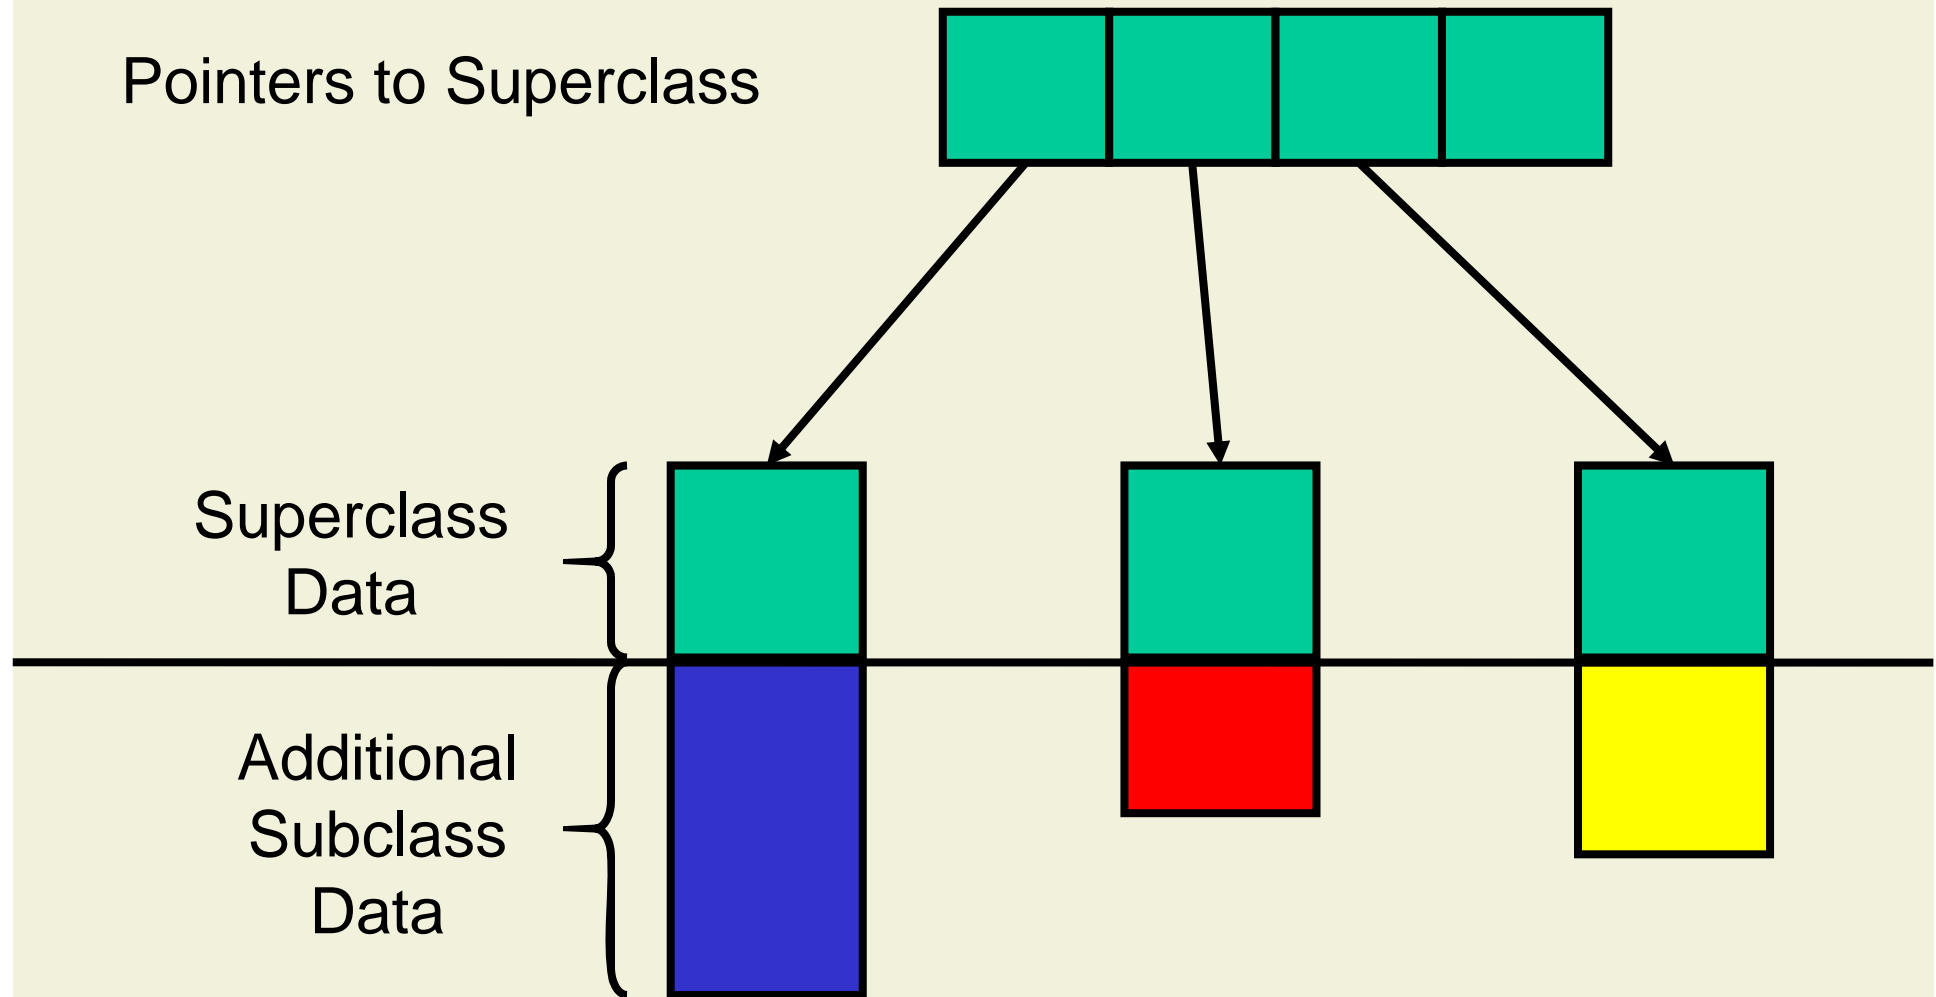 Pointers to Superclass
Superclass
Data
Additional
Subclass
Data